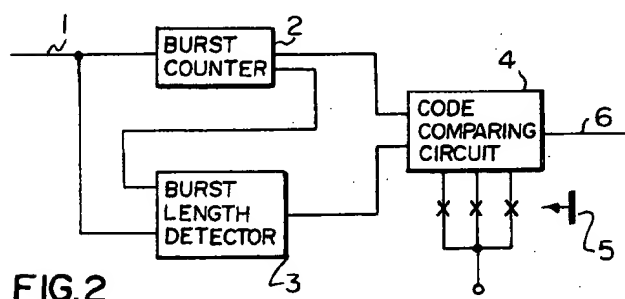 1
BURST
COUNTER
2
4
CODE
COMPARING
CIRCUIT
6
BURST
LENGTH
DETECTOR
3
5
FIG.2